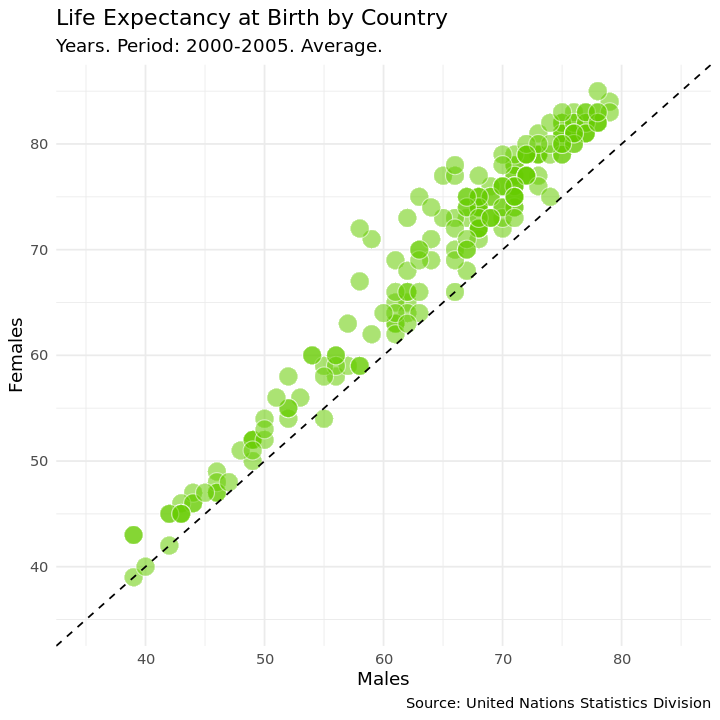 Life Expectancy at Birth by Country
Years. Period: 2000-2005. Average.
Females
80
70
60
50
40
40 50 60 70 80
Males
Source: United Nations Statistics Division